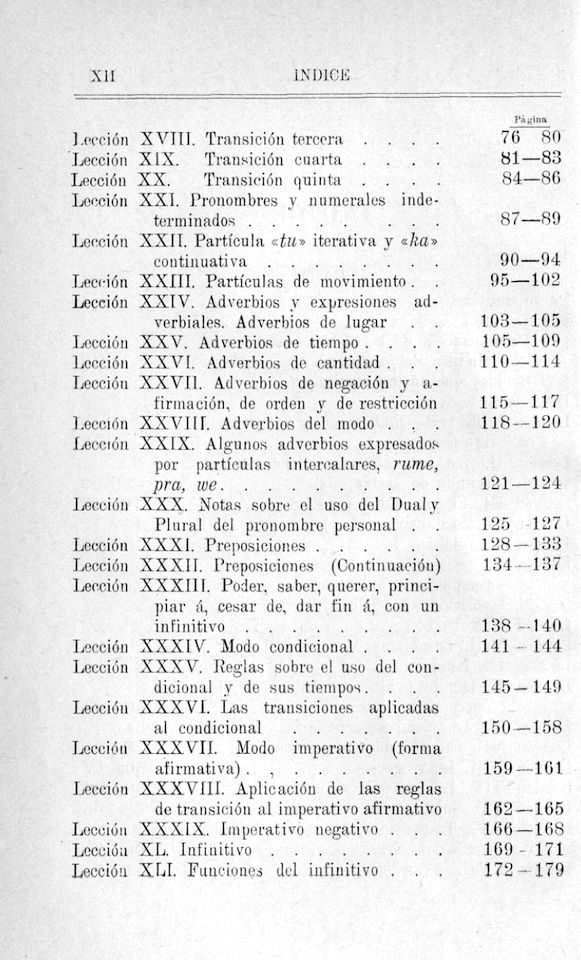 XII INDICE
Página
Lección XVIII. Transición tercera . . . . 76 80
Lección XIX. Transición cuarta . . . . 81—83
Lección XX. Transición quinta . . . . 84—86
Lección XXI. Pronombres y numerales inde-
terminados . . . . . . . . 87—89
Lección XXII. Partícula «tu» iterativa y «ka»
continuativa . . . . . . . . 90—94
Lección XXIII. Partículas de movimiento . . 95—102
Lección XXIV. Adverbios y expresiones ad-
verbiales. Adverbios de lugar . . 103—105
Lección XXV. Adverbios de tiempo . . . . 105—109
Lección XXVI. Adverbios de cantidad . . . 110—114
Lección XXVII. Adverbios de negación y a-
firmación, de orden y de restricción 115—117
Lección XXVIII. Adverbios del modo . . . 118—120
Lección XXIX. Algunos adverbios expresados
por partículas intercalares, rume,
pra, we . . . . . . . . . . 121—124
Lección XXX. Notas sobre el uso del Dual y
Plural del pronombre personal . . 125-127
Lección XXXI. Preposiciones . . . . . . 128—133
Lección XXXII. Preposiciones (Continuación) 134—137
Lección XXXIII. Poder, saber, querer, princi-
piar á, cesar de, dar fin á, con un
infinitivo . . . . . . . . . 138—140
Lección XXXIV. Modo condicional . . . . 141-144
Lección XXXV. Reglas sobre el uso del con-
dicional y de sus tiempos . . . . 145—149
Lección XXXVI. Las transiciones aplicadas
al condicional . . . . . . . 150—158
Lección XXXVII. Modo imperativo (forma
afirmativa) . , . . . . . . . 159—161
Lección XXXVIII. Aplicación de las reglas
de transición al imperativo afirmativo 162—165
Lección XXXIX. Imperativo negativo . . . 166—168
Lección XL. Infinitivo . . . . . . . . 169-171
Lección XLI. Funciones del infinitivo . . . 172—179